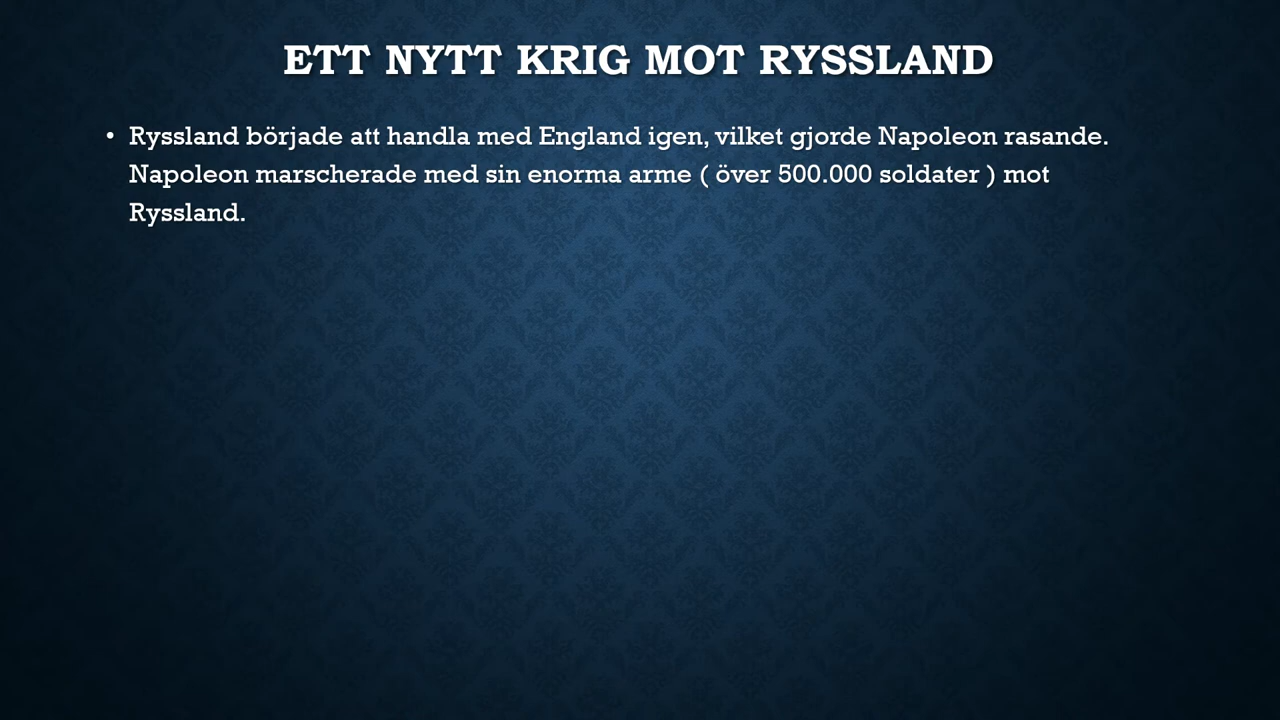 ETT NYTT KRIG MOT RYSSLAND
• Ryssland började att handla med England igen, vilket gjorde Napoleon rasande.
Napoleon marscherade med sin enorma arme ( över 500.000 soldater ) mot
Ryssland.